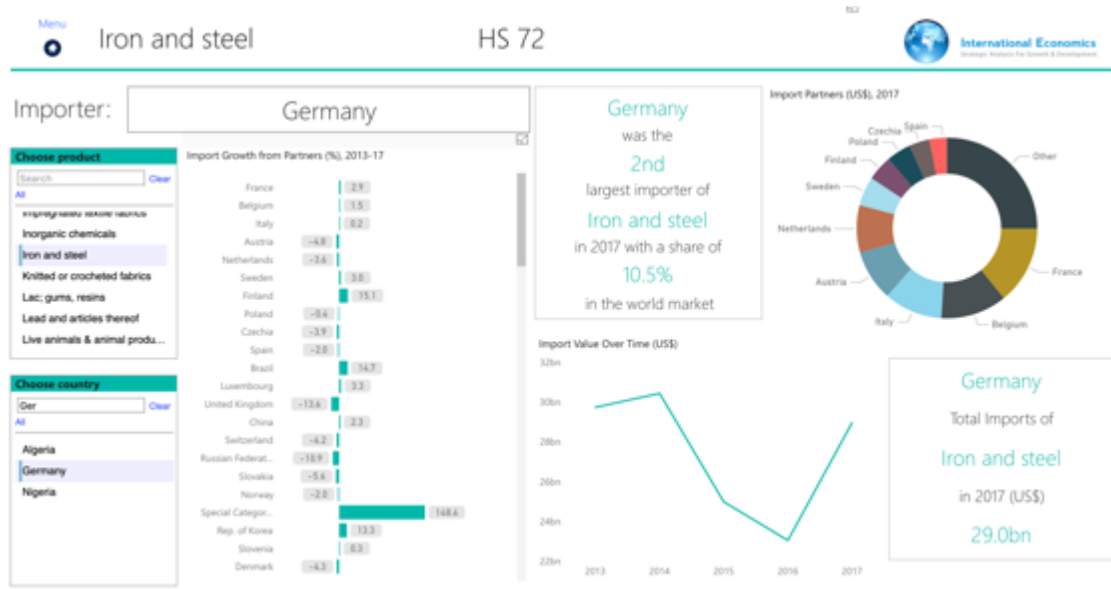 Menu
Iron and steel
HS 72
International Economics
Strategic Analysis for Growth & Development
Importer:
Germany
Choose product
Search
Clear
All
Impregnated textile fabrics
Inorganic chemicals
Iron and steel
Knitted or crocheted fabrics
Lac; gums, resins
Lead and articles thereof
Live animals & animal produ...
Choose country
Ger
Clear
All
Algeria
Germany
Nigeria
Import Growth from Partners (%), 2013-17
France 2.9
Belgium 1.5
Italy 0.2
Austria -4.8
Netherlands -3.6
Sweden 3.0
Finland 15.1
Poland -0.6
Czechia -3.9
Spain -2.0
Brazil 14.7
Luxembourg 3.3
United Kingdom -13.6
China 2.3
Switzerland -4.2
Russian Federat... -10.9
Slovakia -5.6
Norway -2.0
Special Categor... 148.4
Rep. of Korea 13.3
Slovenia 0.3
Denmark -4.3
Germany
was the
2nd
largest importer of
Iron and steel
in 2017 with a share of
10.5%
in the world market
Import Partners (US$), 2017
Spain
Czechia
Poland
Finland
Sweden
Netherlands
Austria
Italy
Belgium
France
Other
Import Value Over Time (US$)
32bn
30bn
28bn
26bn
24bn
22bn
2013
2014
2015
2016
2017
Germany
Total Imports of
Iron and steel
in 2017 (US$)
29.0bn